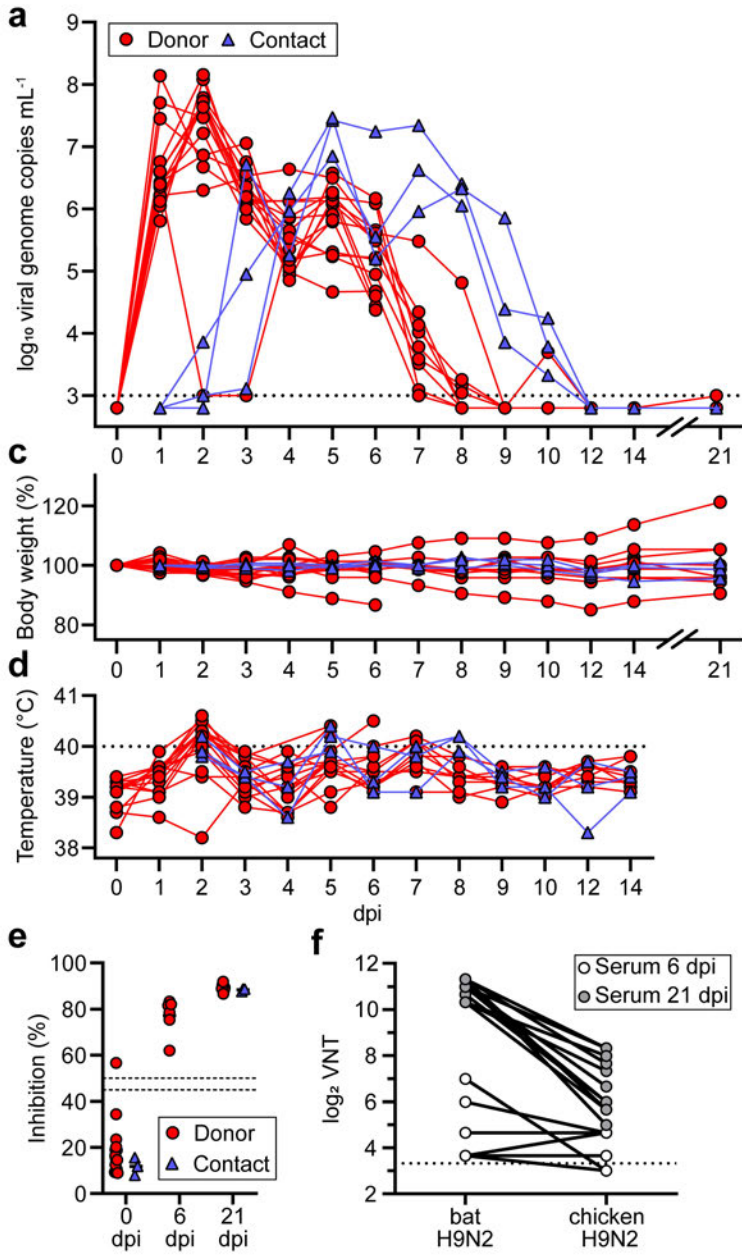 a
Donor Contact
log₁₀ viral genome copies mL⁻¹
9
8
7
6
5
4
3
0 1 2 3 4 5 6 7 8 9 10 12 14 21
c
Body weight (%)
120
100
80
0 1 2 3 4 5 6 7 8 9 10 12 14 21
d
Temperature (°C)
41
40
39
38
0 1 2 3 4 5 6 7 8 9 10 12 14
dpi
e
Inhibition (%)
100
80
60
40
20
0
Donor
Contact
0 6 21
dpi dpi dpi
f
Serum 6 dpi
Serum 21 dpi
log₂ VNT
12
10
8
6
4
2
bat chicken
H9N2 H9N2